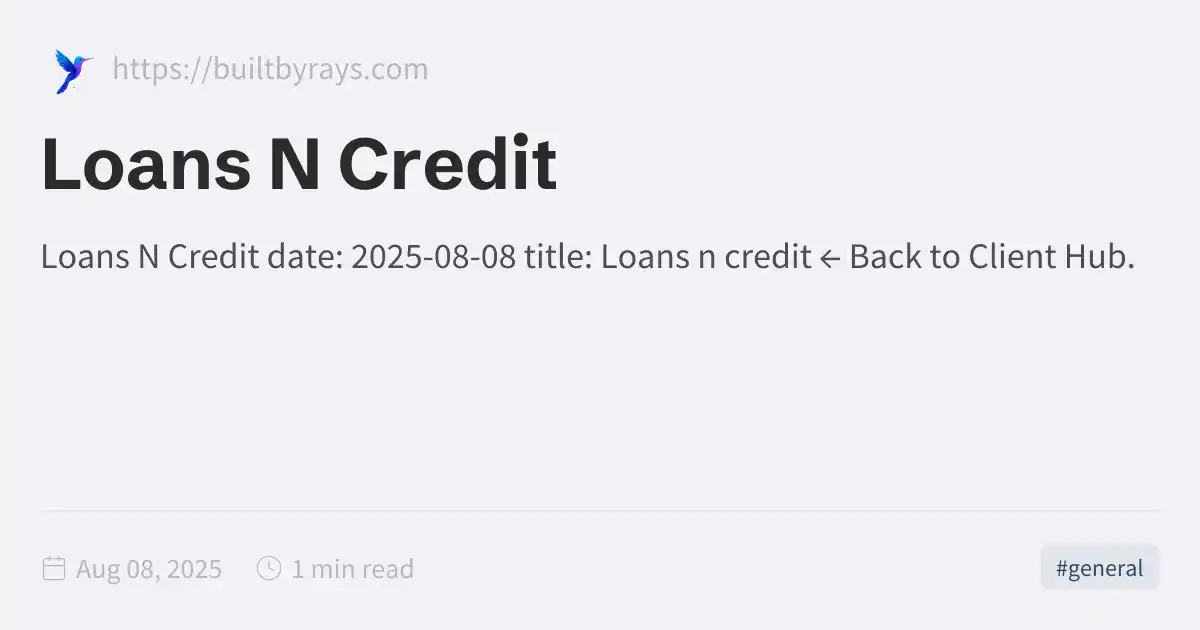 https://builtbyrays.com
Loans N Credit
Loans N Credit date: 2025-08-08 title: Loans n credit ← Back to Client Hub.
Aug 08, 2025
1 min read
#general